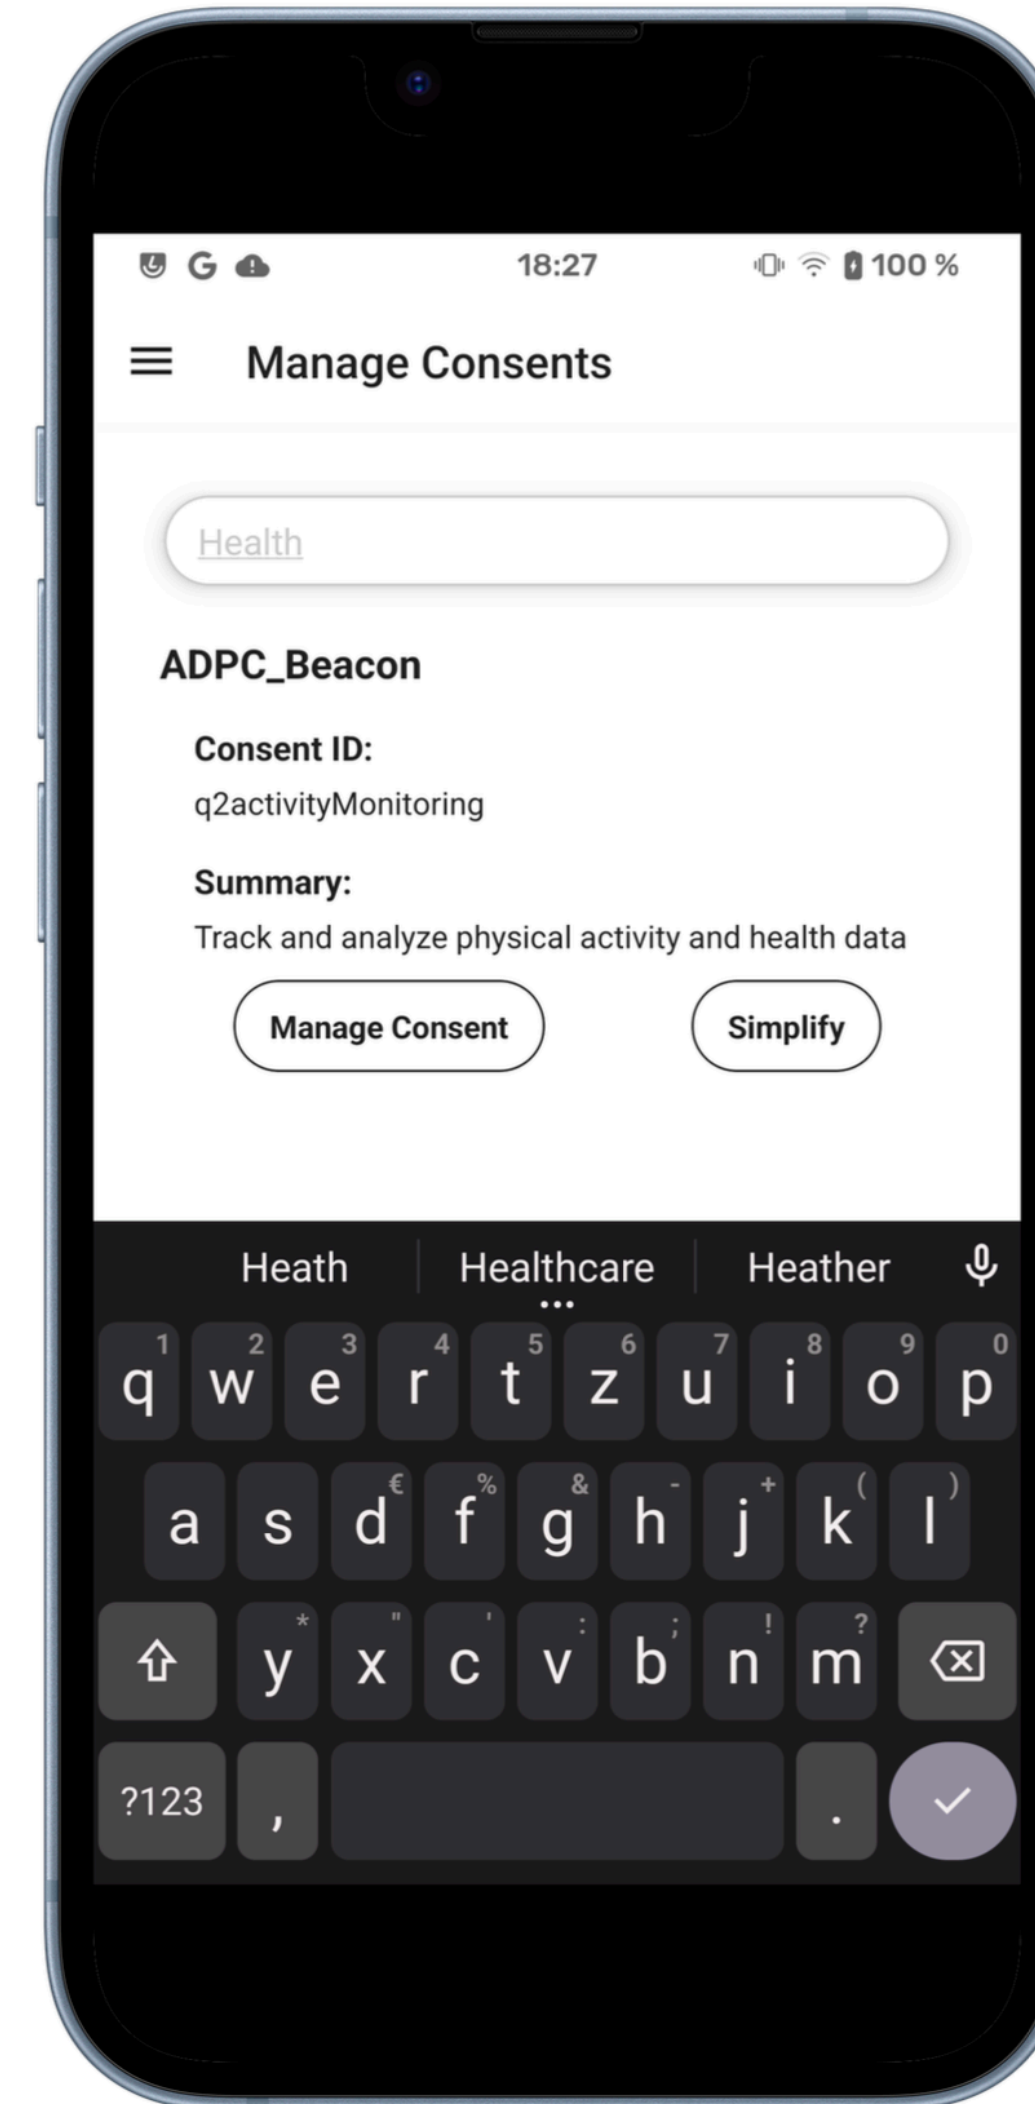 18:27 100 %
Manage Consents
Health
ADPC_Beacon
Consent ID:
q2activityMonitoring
Summary:
Track and analyze physical activity and health data
Manage Consent Simplify
Heath Healthcare Heather
...
1 2 3 4 5 6 7 8 9 0
q w e r t z u i o p
€ % & - + ( )
a s d f g h j k l
* " ' : ; ! ?
y x c v b n m
?123 , .